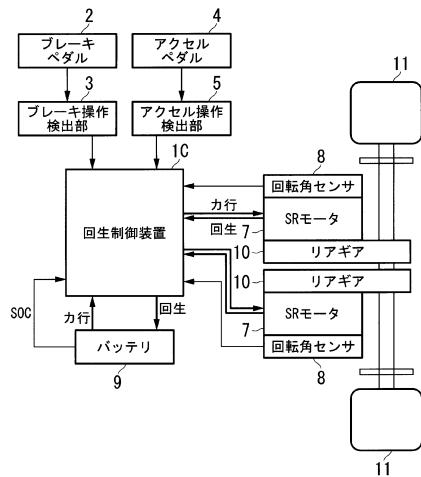 2
4
ブレーキ
ペダル
アクセル
ペダル
3
5
ブレーキ操作
検出部
アクセル操作
検出部
1C
回生制御装置
11
8
回転角センサ
力行
回生
SRモータ
7
10
リアギア
10
リアギア
SRモータ
7
回転角センサ
8
SOC
力行
回生
バッテリ
9
11